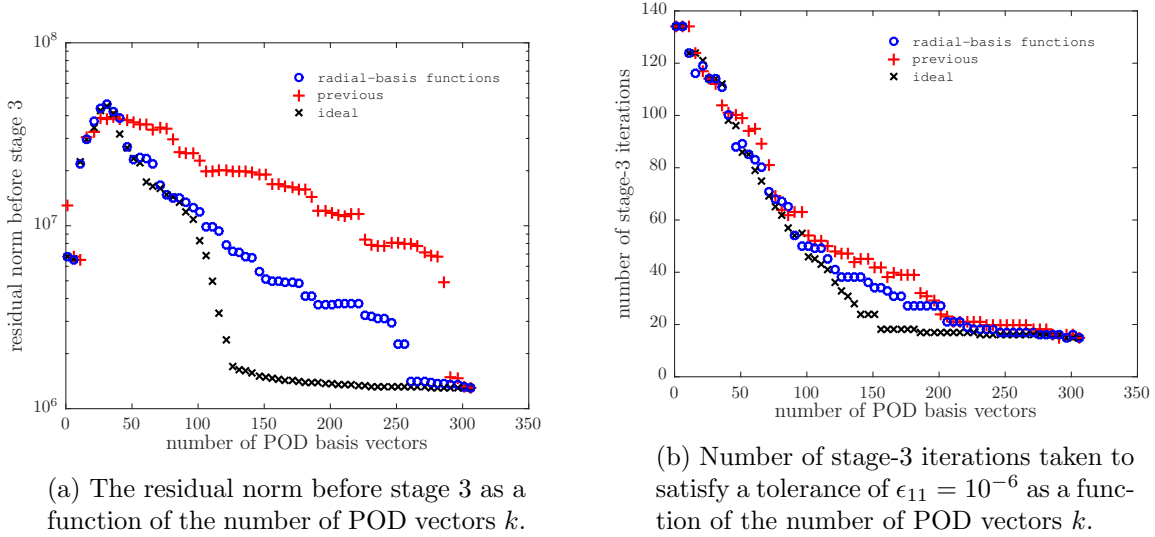 10^8
10^7
10^6
residual norm before stage 3
radial-basis functions
previous
ideal
0 50 100 150 200 250 300 350
number of POD basis vectors
(a) The residual norm before stage 3 as a
function of the number of POD vectors k.
140
120
100
80
60
40
20
0
number of stage-3 iterations
radial-basis functions
previous
ideal
0 50 100 150 200 250 300 350
number of POD basis vectors
(b) Number of stage-3 iterations taken to
satisfy a tolerance of ϵ₁₁ = 10⁻⁶ as a func-
tion of the number of POD vectors k.